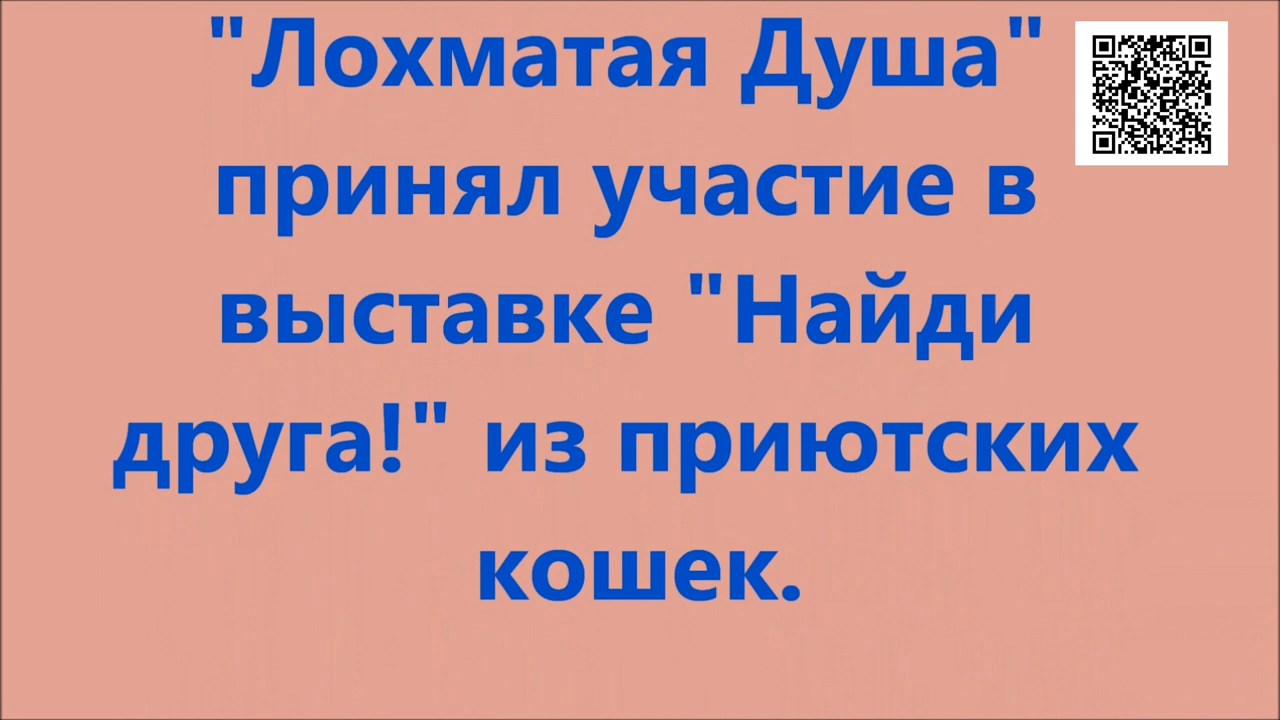 "Лохматая Душа"
принял участие в
выставке "Найди
друга!" из приютских
кошек.